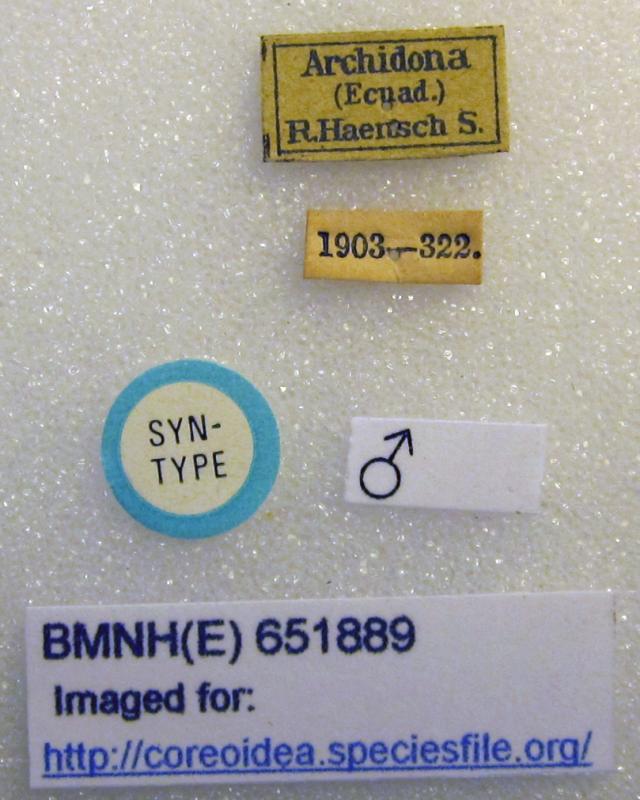 Archidona
(Ecuad.)
R.Haensch S.
1903—322.
SYN-
TYPE
♂
BMNH(E) 651889
Imaged for:
http://coreoidea.speciesfile.org/